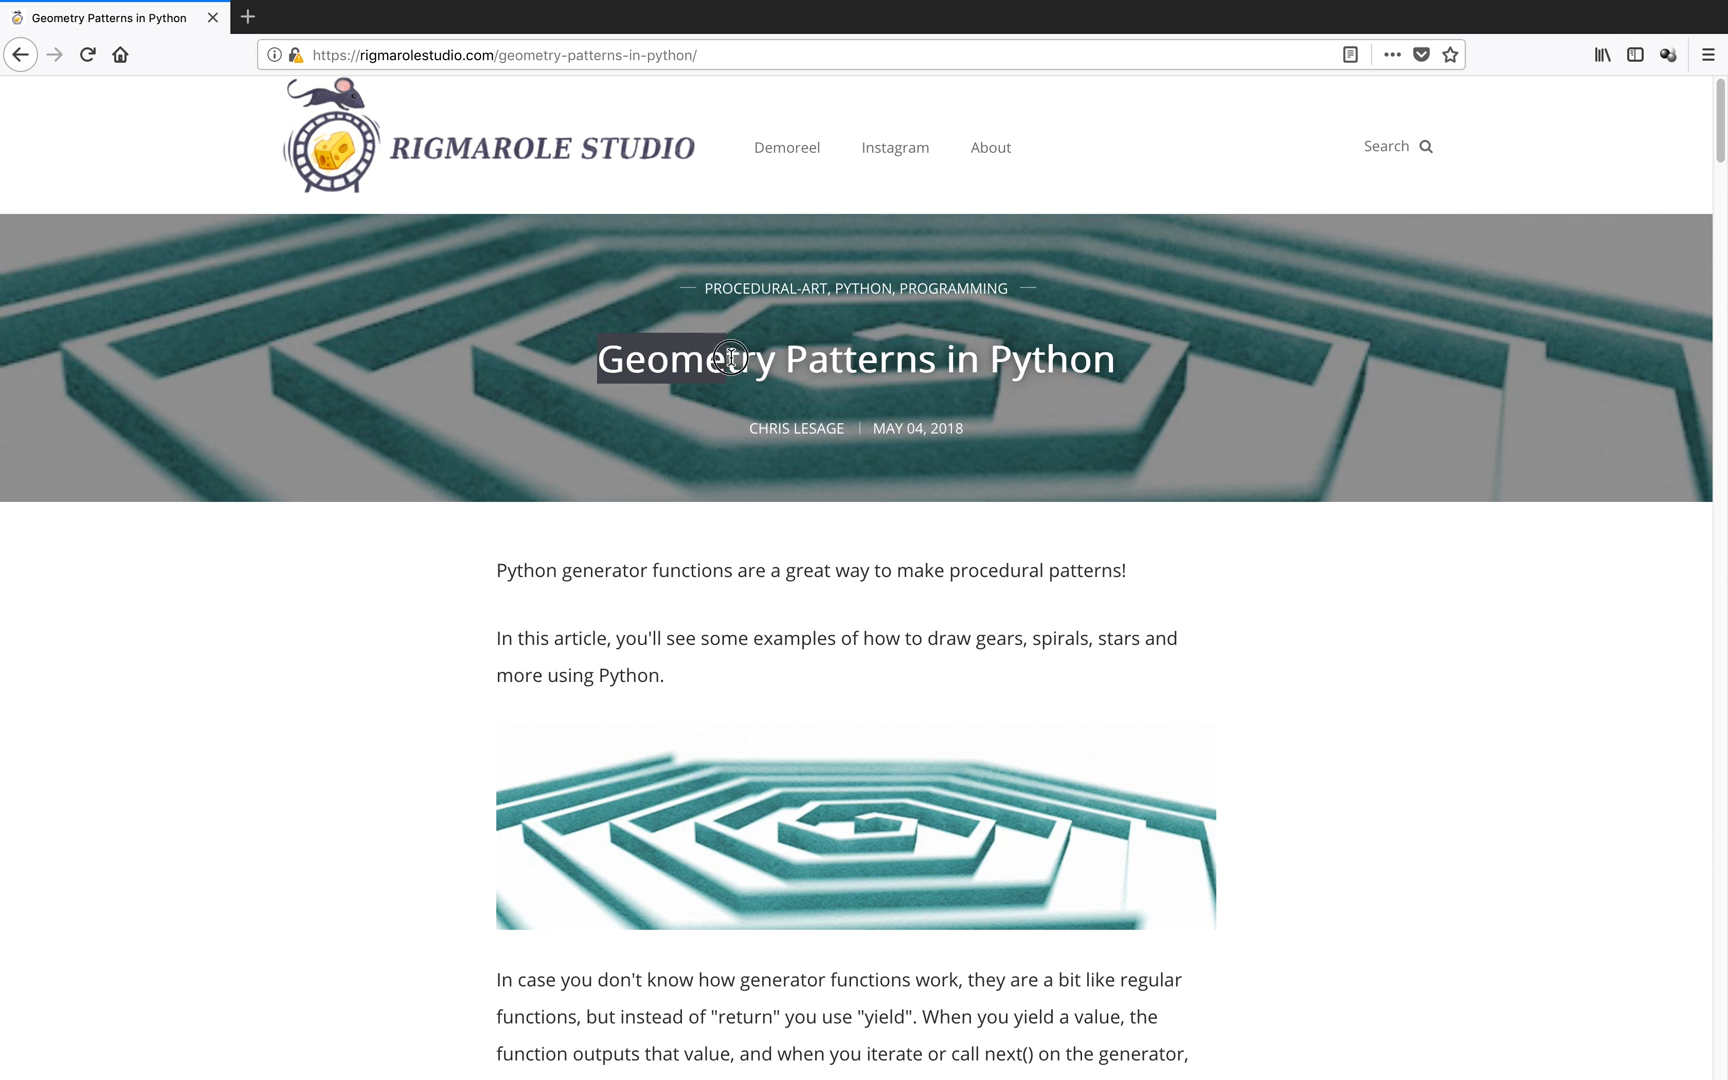 Geometry Patterns in Python
https://rigmarolestudio.com/geometry-patterns-in-python/
RIGMAROLE STUDIO
Demoreel
Instagram
About
Search
PROCEDURAL-ART, PYTHON, PROGRAMMING
Geometry Patterns in Python
CHRIS LESAGE | MAY 04, 2018
Python generator functions are a great way to make procedural patterns!
In this article, you'll see some examples of how to draw gears, spirals, stars and
more using Python.
In case you don't know how generator functions work, they are a bit like regular
functions, but instead of "return" you use "yield". When you yield a value, the
function outputs that value, and when you iterate or call next() on the generator,